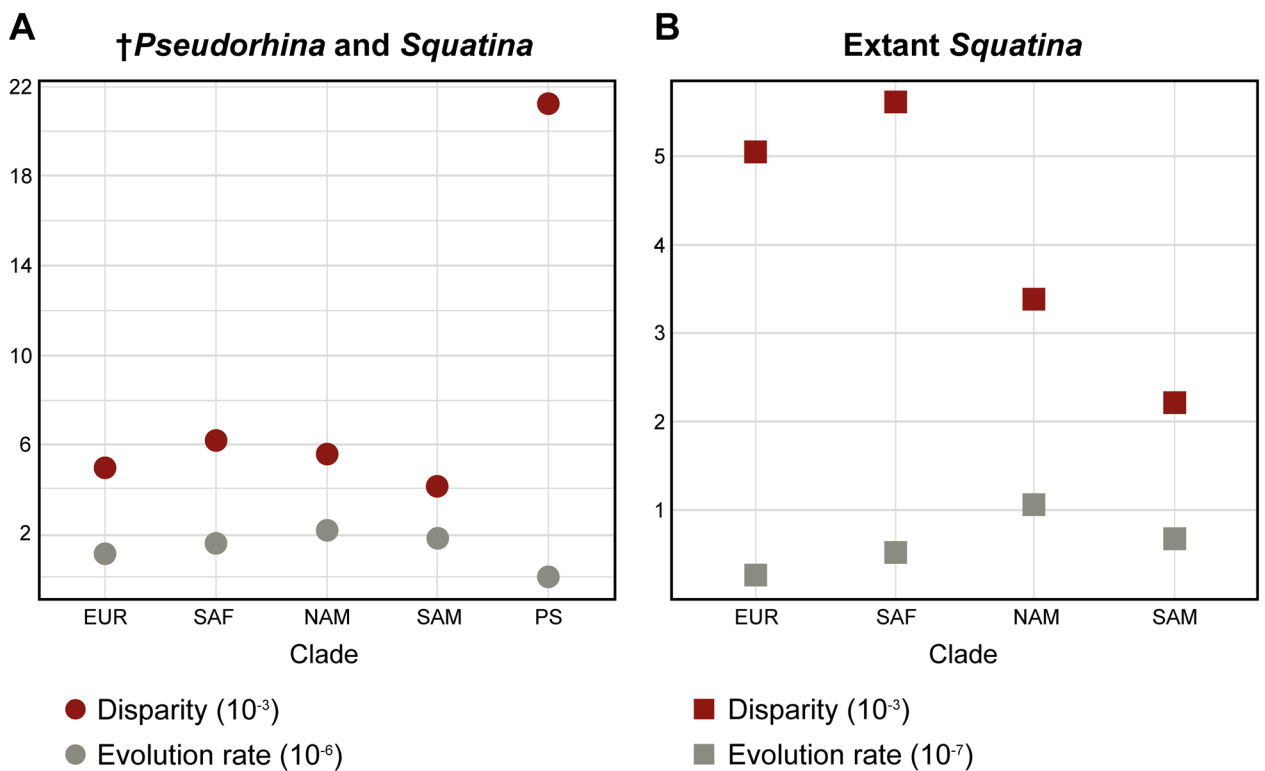 A
†Pseudorhina and Squatina
22
18
14
10
6
2
EUR SAF NAM SAM PS
Clade
Disparity (10-3)
Evolution rate (10-6)
B
Extant Squatina
5
4
3
2
1
EUR SAF NAM SAM
Clade
Disparity (10-3)
Evolution rate (10-7)